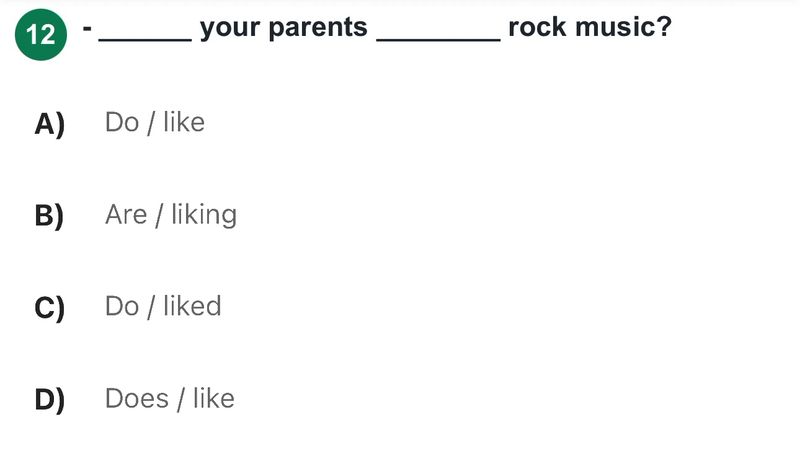 12 - ______ your parents ________ rock music?
A) Do / like
B) Are / liking
C) Do / liked
D) Does / like